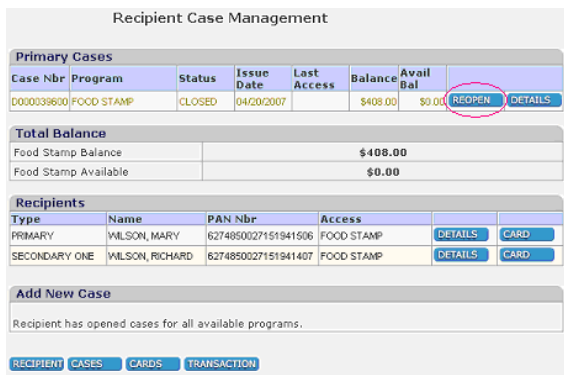 Recipient Case Management
Primary Cases
Case Nbr Program Status Issue Date Last Access Balance Avail Bal
D000039600 FOOD STAMP CLOSED 04/20/2007 $408.00 $0.00 REOPEN DETAILS
Total Balance
Food Stamp Balance $408.00
Food Stamp Available $0.00
Recipients
Type Name PAN Nbr Access
PRIMARY WILSON, MARY 6274850027151941506 FOOD STAMP DETAILS CARD
SECONDARY ONE WILSON, RICHARD 6274850027151941407 FOOD STAMP DETAILS CARD
Add New Case
Recipient has opened cases for all available programs.
RECIPIENT CASES CARDS TRANSACTION